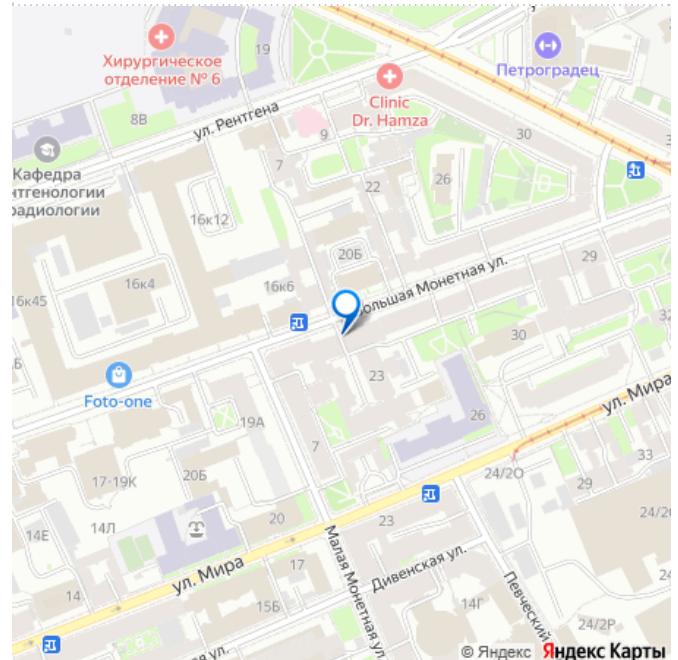 Хирургическое
отделение № 6
19
Петроградец
Clinic
Dr. Hamza
8В
ул. Рентгена
9
30
Кафедра
нтгенологии
радиологии
7
22
26
16к12
20Б
29
16к4
16к6
Большая Монетная ул.
16к45
32
30
Б
Foto-one
23
ул. Мира
19А
26
7
17-19К
20Б
24/2О
33
29
14Е
14Л
20
23
24/2
ул. Мира
Малая Монетная ул.
Дивенская ул.
17
14
15Б
14Г
Певческий
24/2Р
ул.
© Яндекс Яндекс Карты